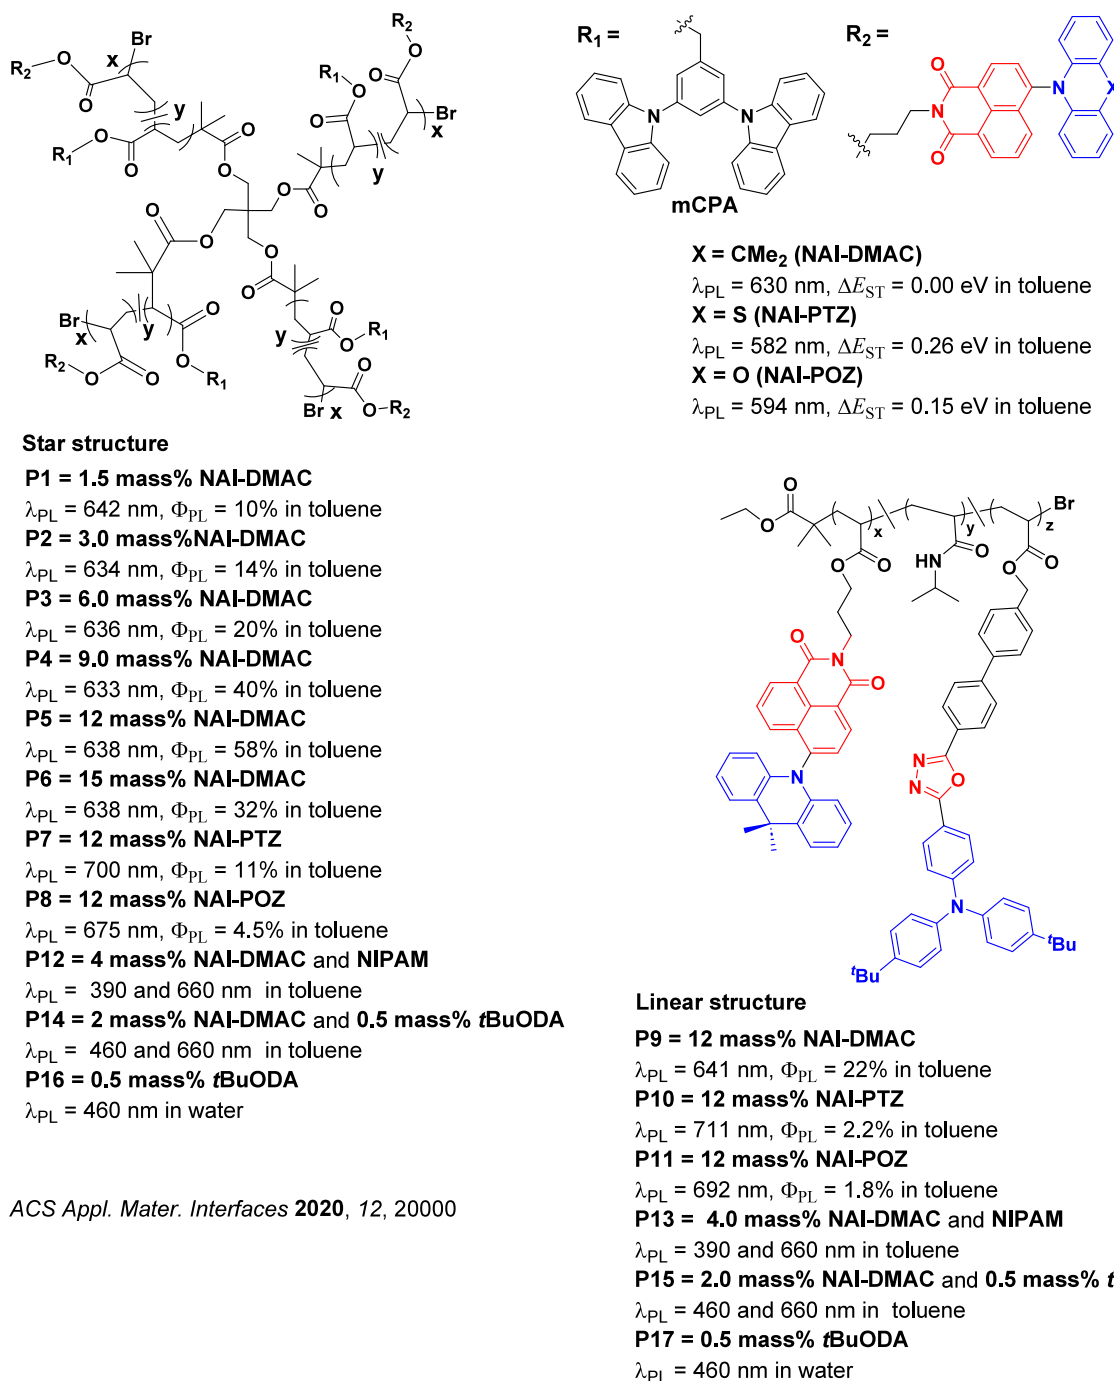 R1 =
mCPA
R2 =
X = CMe2 (NAI-DMAC)
λPL = 630 nm, ΔEST = 0.00 eV in toluene
X = S (NAI-PTZ)
λPL = 582 nm, ΔEST = 0.26 eV in toluene
X = O (NAI-POZ)
λPL = 594 nm, ΔEST = 0.15 eV in toluene
Star structure
P1 = 1.5 mass% NAI-DMAC
λPL = 642 nm, ΦPL = 10% in toluene
P2 = 3.0 mass%NAI-DMAC
λPL = 634 nm, ΦPL = 14% in toluene
P3 = 6.0 mass% NAI-DMAC
λPL = 636 nm, ΦPL = 20% in toluene
P4 = 9.0 mass% NAI-DMAC
λPL = 633 nm, ΦPL = 40% in toluene
P5 = 12 mass% NAI-DMAC
λPL = 638 nm, ΦPL = 58% in toluene
P6 = 15 mass% NAI-DMAC
λPL = 638 nm, ΦPL = 32% in toluene
P7 = 12 mass% NAI-PTZ
λPL = 700 nm, ΦPL = 11% in toluene
P8 = 12 mass% NAI-POZ
λPL = 675 nm, ΦPL = 4.5% in toluene
P12 = 4 mass% NAI-DMAC and NIPAM
λPL = 390 and 660 nm in toluene
P14 = 2 mass% NAI-DMAC and 0.5 mass% tBuODA
λPL = 460 and 660 nm in toluene
P16 = 0.5 mass% tBuODA
λPL = 460 nm in water
ACS Appl. Mater. Interfaces 2020, 12, 20000
Linear structure
P9 = 12 mass% NAI-DMAC
λPL = 641 nm, ΦPL = 22% in toluene
P10 = 12 mass% NAI-PTZ
λPL = 711 nm, ΦPL = 2.2% in toluene
P11 = 12 mass% NAI-POZ
λPL = 692 nm, ΦPL = 1.8% in toluene
P13 = 4.0 mass% NAI-DMAC and NIPAM
λPL = 390 and 660 nm in toluene
P15 = 2.0 mass% NAI-DMAC and 0.5 mass% t
λPL = 460 and 660 nm in toluene
P17 = 0.5 mass% tBuODA
λPL = 460 nm in water